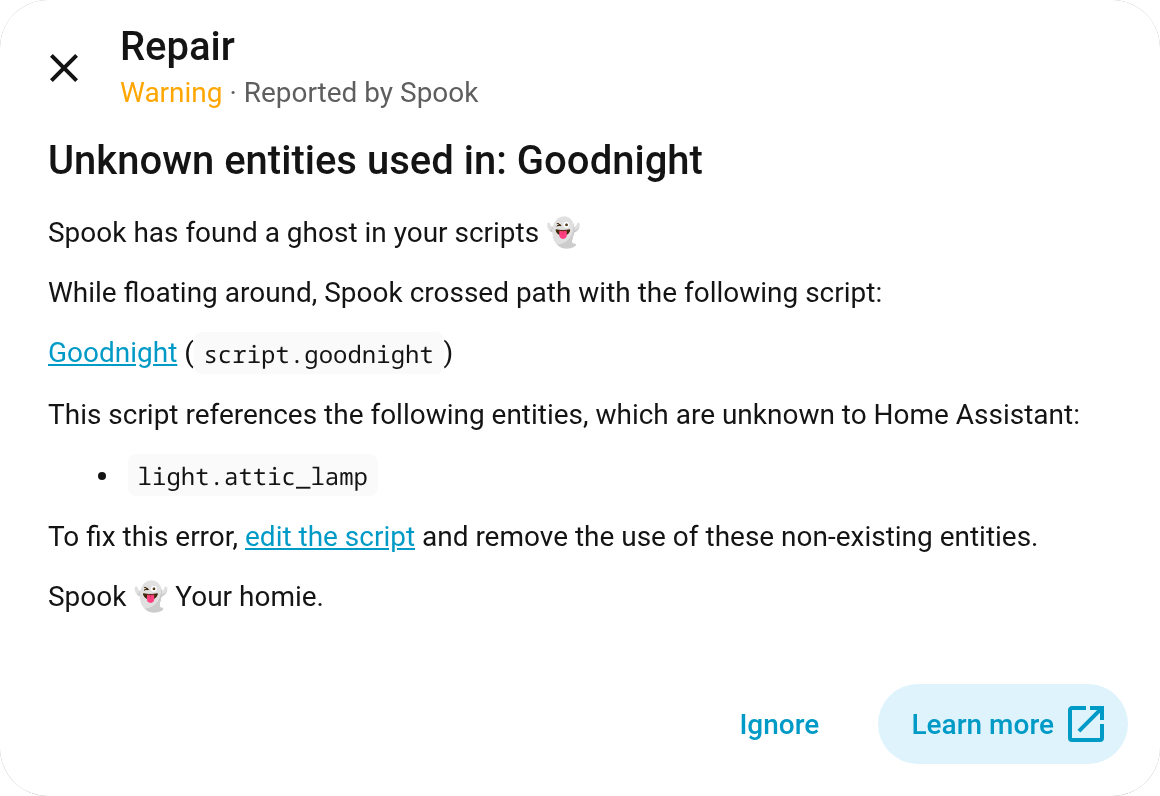 Repair
Warning · Reported by Spook
Unknown entities used in: Goodnight
Spook has found a ghost in your scripts 👻
While floating around, Spook crossed path with the following script:
Goodnight ( script.goodnight )
This script references the following entities, which are unknown to Home Assistant:
• light.attic_lamp
To fix this error, edit the script and remove the use of these non-existing entities.
Spook 👻 Your homie.
Ignore
Learn more